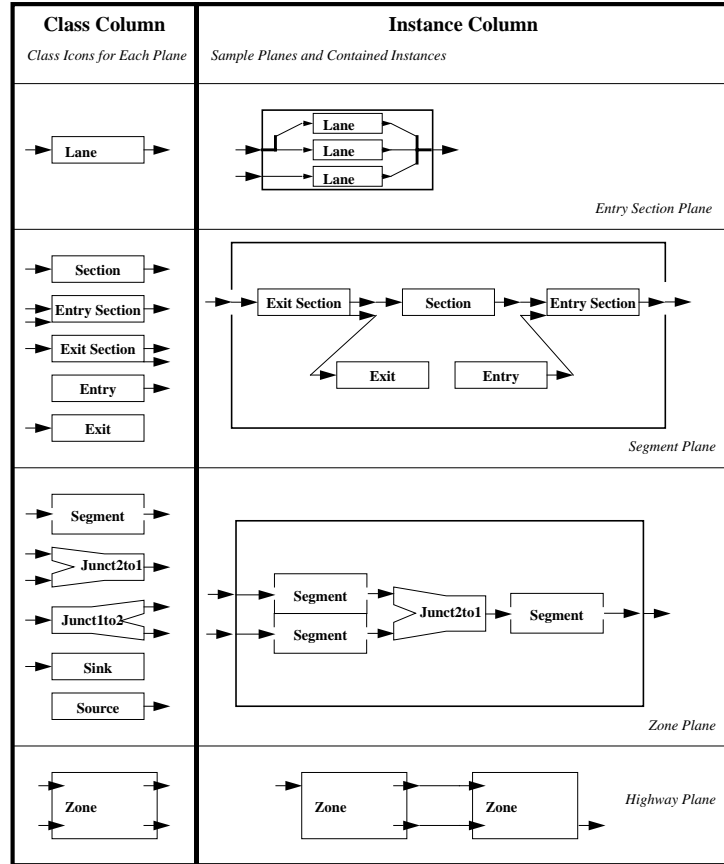 Class Column
Instance Column
Class Icons for Each Plane
Sample Planes and Contained Instances
Lane
Lane
Lane
Lane
Entry Section Plane
Section
Entry Section
Exit Section
Entry
Exit
Exit Section
Section
Entry Section
Exit
Entry
Segment Plane
Segment
Junct2to1
Junct1to2
Sink
Source
Segment
Segment
Junct2to1
Segment
Zone Plane
Zone
Zone
Zone
Highway Plane